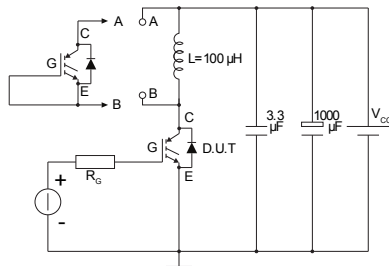 A A
C
G
E
B B
L=100 μH
C
G D.U.T
E
3.3 μF
1000 μF
V_CC
R_G
+
-